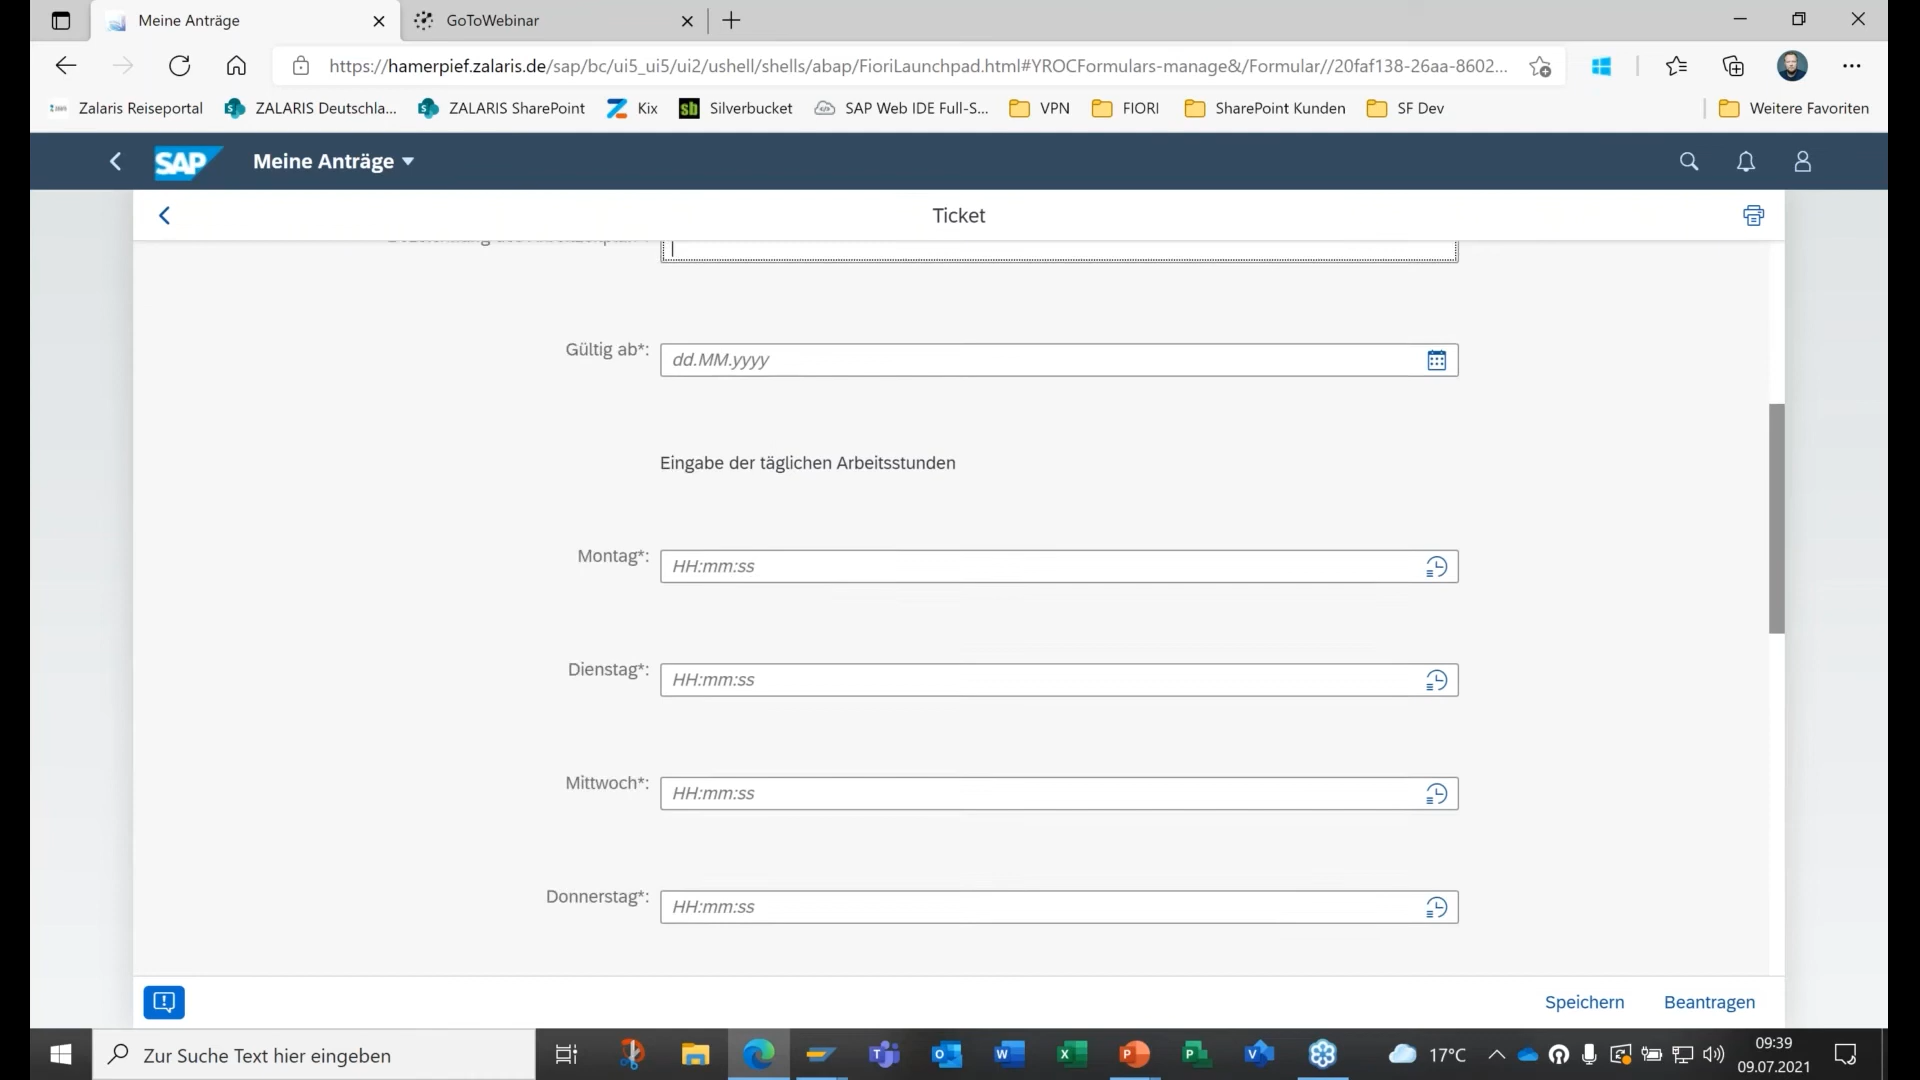 Meine Anträge
GoToWebinar
https://hamerpief.zalaris.de/sap/bc/ui5_ui5/ui2/ushell/shells/abap/FioriLaunchpad.html#YROCFormulars-manage&/Formular//20faf138-26aa-8602...
Zalaris Reiseportal
ZALARIS Deutschla...
ZALARIS SharePoint
Kix
sb Silverbucket
SAP Web IDE Full-S...
VPN
FIORI
SharePoint Kunden
SF Dev
Weitere Favoriten
SAP Meine Anträge
Ticket
Gültig ab*: dd.MM.yyyy
Eingabe der täglichen Arbeitsstunden
Montag*: HH:mm:ss
Dienstag*: HH:mm:ss
Mittwoch*: HH:mm:ss
Donnerstag*: HH:mm:ss
Speichern Beantragen
Zur Suche Text hier eingeben
17°C
09:39
09.07.2021